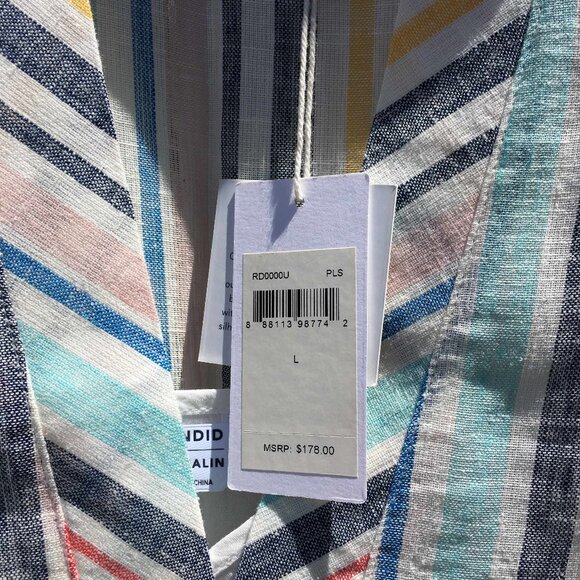 RD0000U PLS
8 88113 98774 2
L
MSRP: $178.00
NDID
ALIN
CHINA